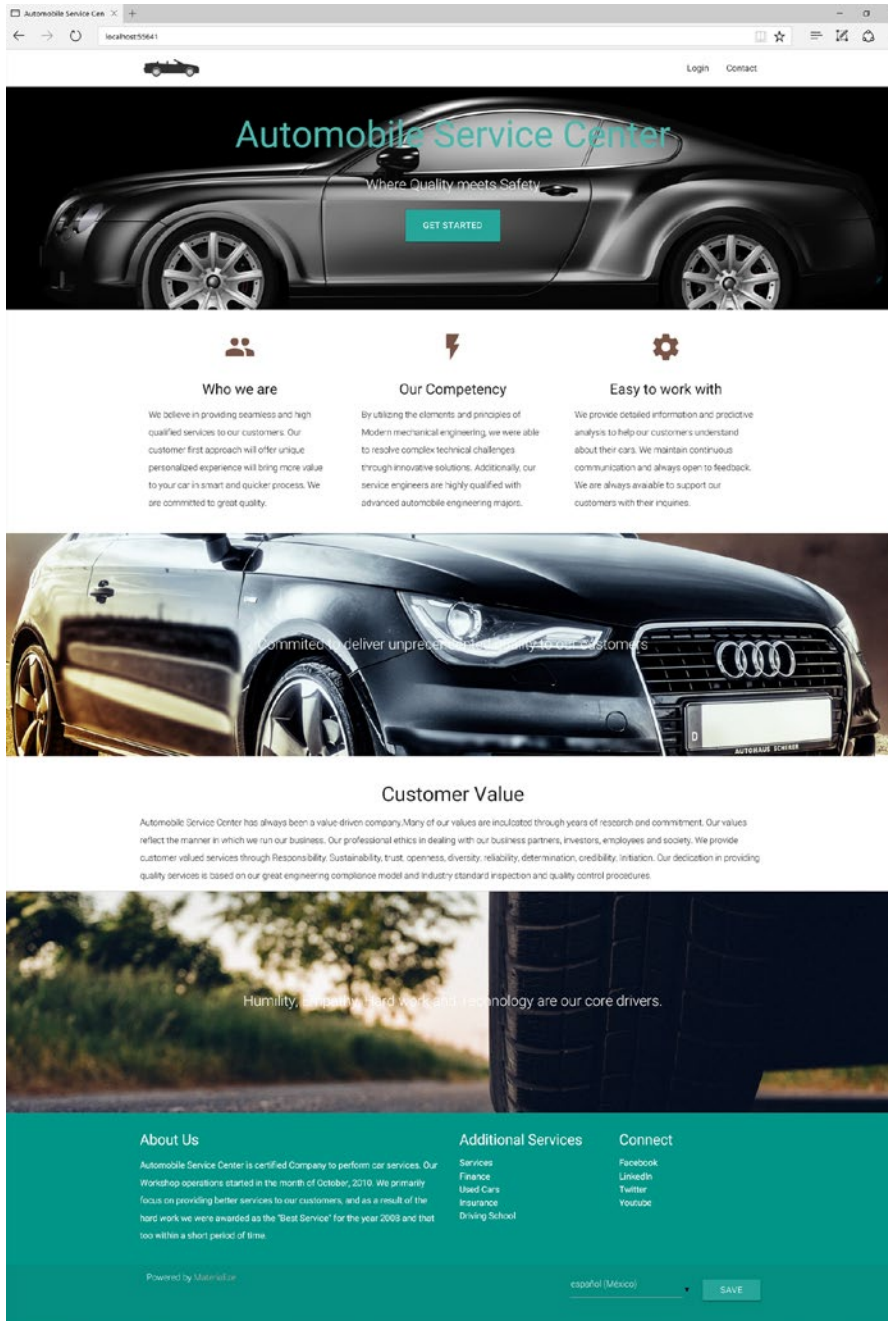 Automobile Service Cen
localhost:55641
Login Contact
Automobile Service Center
Where Quality meets Safety
GET STARTED
Who we are
We believe in providing seamless and high
qualified services to our customers. Our
customer first approach will offer unique
personalized experience will bring more value
to your car in smart and quicker process. We
are committed to great quality.
Our Competency
By utilizing the elements and principles of
Modern mechanical engineering, we were able
to resolve complex technical challenges
through innovative solutions. Additionally, our
service engineers are highly qualified with
advanced automobile engineering majors.
Easy to work with
We provide detailed information and predictive
analysis to help our customers understand
about their cars. We maintain continuous
communication and always open to feedback.
We are always avaiable to support our
customers with their inquiries.
Commited to deliver unprecensented quality to our customers
D
AUTOHAUS SCHERER
Customer Value
Automobile Service Center has always been a value-driven company.Many of our values are inculcated through years of research and commitment. Our values
reflect the manner in which we run our business. Our professional ethics in dealing with our business partners, investors, employees and society. We provide
customer valued services through Responsibility. Sustainability, trust, openness, diversity, reliability, determination, credibility, Initiation. Our dedication in providing
quality services is based on our great engineering compliance model and Industry standard inspection and quality control procedures.
Humility, Empathy, Hard work and Technology are our core drivers.
About Us
Automobile Service Center is certified Company to perform car services. Our
Workshop operations started in the month of October, 2010. We primarily
focus on providing better services to our customers, and as a result of the
hard work we were awarded as the "Best Service" for the year 2008 and that
too within a short period of time.
Additional Services
Services
Finance
Used Cars
Insurance
Driving School
Connect
Facebook
LinkedIn
Twitter
Youtube
Powered by Materialize
español (México)
SAVE